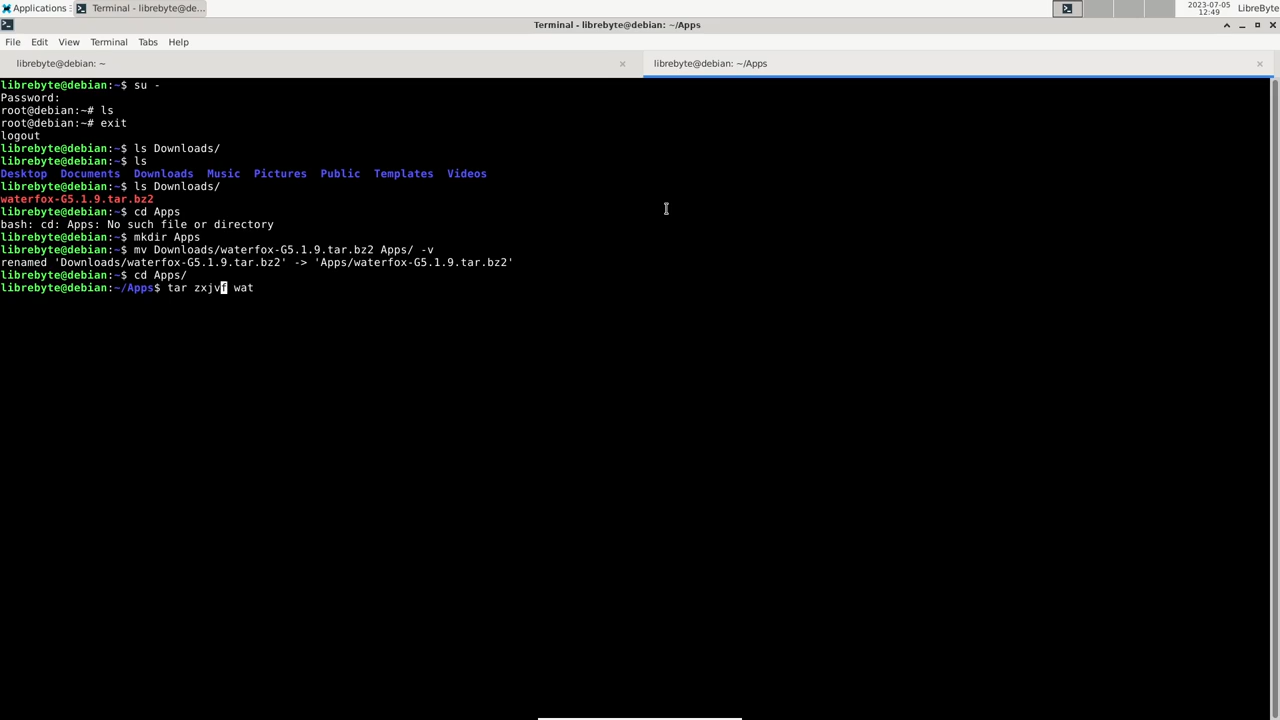 Applications
Terminal - librebyte@de...
2023-07-05
12:49
LibreByte
Terminal - librebyte@debian: ~/Apps
File Edit View Terminal Tabs Help
librebyte@debian: ~
librebyte@debian: ~/Apps
librebyte@debian:~$ su -
Password:
root@debian:~# ls
root@debian:~# exit
logout
librebyte@debian:~$ ls Downloads/
librebyte@debian:~$ ls
Desktop Documents Downloads Music Pictures Public Templates Videos
librebyte@debian:~$ ls Downloads/
waterfox-G5.1.9.tar.bz2
librebyte@debian:~$ cd Apps
bash: cd: Apps: No such file or directory
librebyte@debian:~$ mkdir Apps
librebyte@debian:~$ mv Downloads/waterfox-G5.1.9.tar.bz2 Apps/ -v
renamed 'Downloads/waterfox-G5.1.9.tar.bz2' -> 'Apps/waterfox-G5.1.9.tar.bz2'
librebyte@debian:~$ cd Apps/
librebyte@debian:~/Apps$ tar zxjvf wat